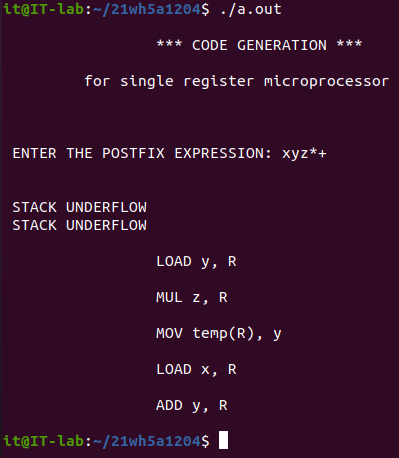 it@IT-lab:~/21wh5a1204$ ./a.out
*** CODE GENERATION ***
for single register microprocessor
ENTER THE POSTFIX EXPRESSION: xyz*+
STACK UNDERFLOW
STACK UNDERFLOW
LOAD y, R
MUL z, R
MOV temp(R), y
LOAD x, R
ADD y, R
it@IT-lab:~/21wh5a1204$